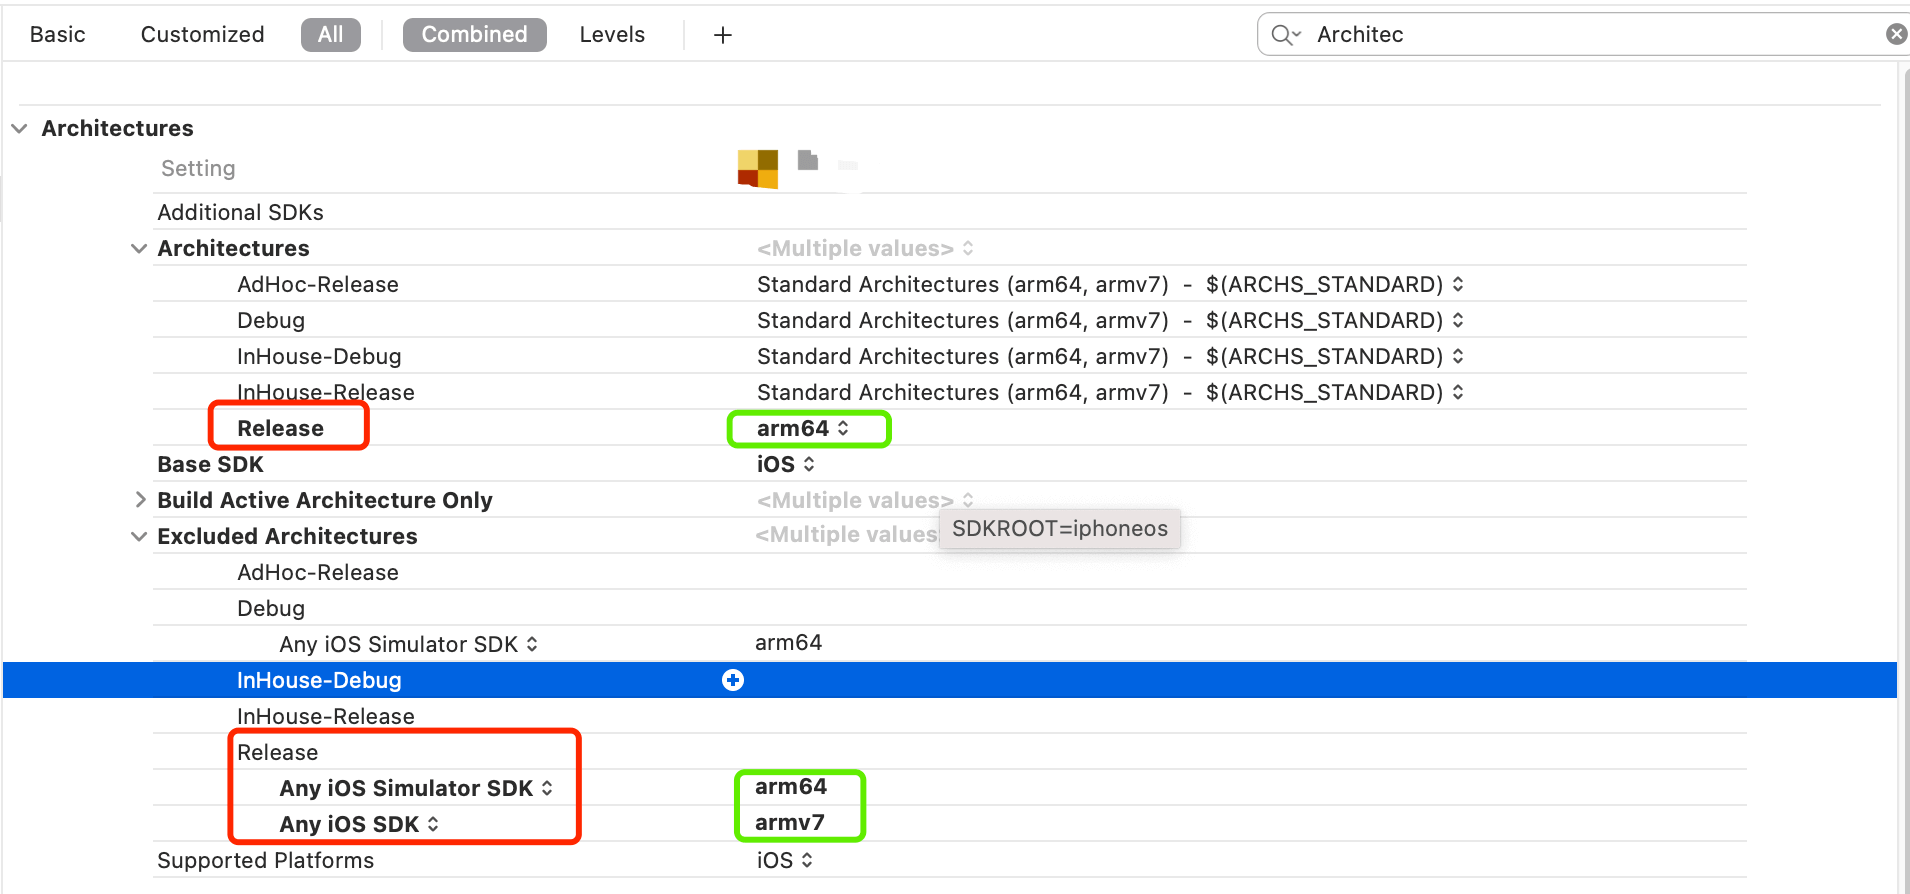 Basic Customized All Combined Levels + Architec
Architectures
Setting
Additional SDKs
Architectures <Multiple values>
AdHoc-Release Standard Architectures (arm64, armv7) - $(ARCHS_STANDARD)
Debug Standard Architectures (arm64, armv7) - $(ARCHS_STANDARD)
InHouse-Debug Standard Architectures (arm64, armv7) - $(ARCHS_STANDARD)
InHouse-Release Standard Architectures (arm64, armv7) - $(ARCHS_STANDARD)
Release arm64
Base SDK iOS
Build Active Architecture Only <Multiple values>
Excluded Architectures <Multiple values
SDKROOT=iphoneos
AdHoc-Release
Debug
Any iOS Simulator SDK arm64
InHouse-Debug
InHouse-Release
Release
Any iOS Simulator SDK arm64
Any iOS SDK armv7
Supported Platforms iOS